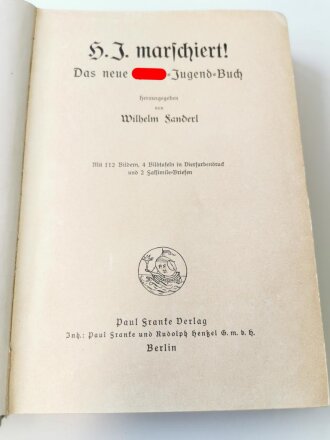 H.J. marschiert!
Das neue -Jugend-Buch
Herausgegeben
von
Wilhelm Fanderl
Mit 112 Bildern, 4 Bildtafeln in Vierfarbendruck
und 2 Faksimile-Briefen
Paul Franke Verlag
Inh.: Paul Franke und Rudolph Henßel G. m. b. H.
Berlin